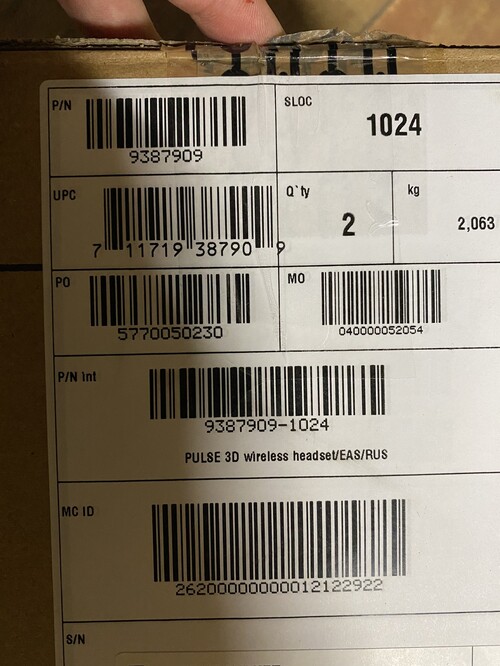 P/N
9387909
SLOC
1024
UPC
7 11719 38790 9
Q`ty
2
kg
2,063
PO
5770050230
MO
040000052054
P/N Int
9387909-1024
PULSE 3D wireless headset/EAS/RUS
MC ID
26200000000012122922
S/N